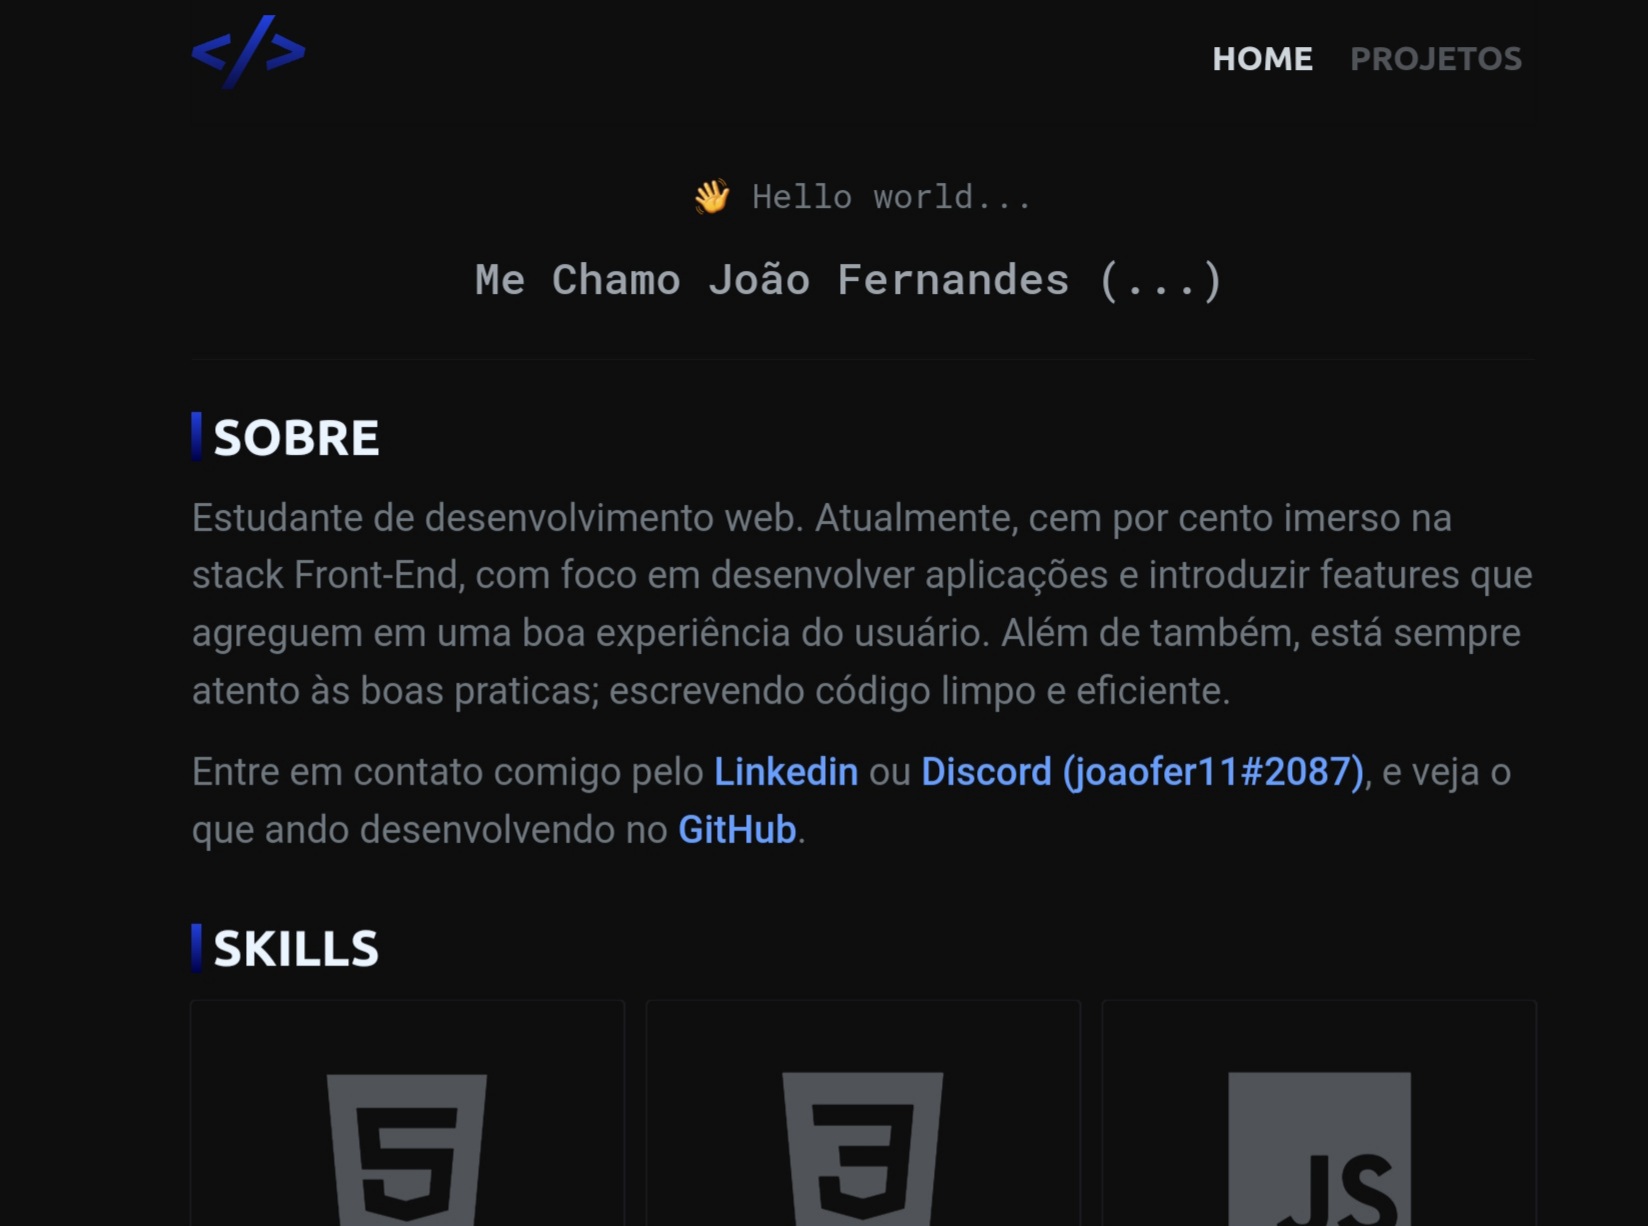 </>
HOME PROJETOS
👋 Hello world...
Me Chamo João Fernandes (...)
SOBRE
Estudante de desenvolvimento web. Atualmente, cem por cento imerso na
stack Front-End, com foco em desenvolver aplicações e introduzir features que
agreguem em uma boa experiência do usuário. Além de também, está sempre
atento às boas praticas; escrevendo código limpo e eficiente.
Entre em contato comigo pelo Linkedin ou Discord (joaofer11#2087), e veja o
que ando desenvolvendo no GitHub.
SKILLS
5 3 JS